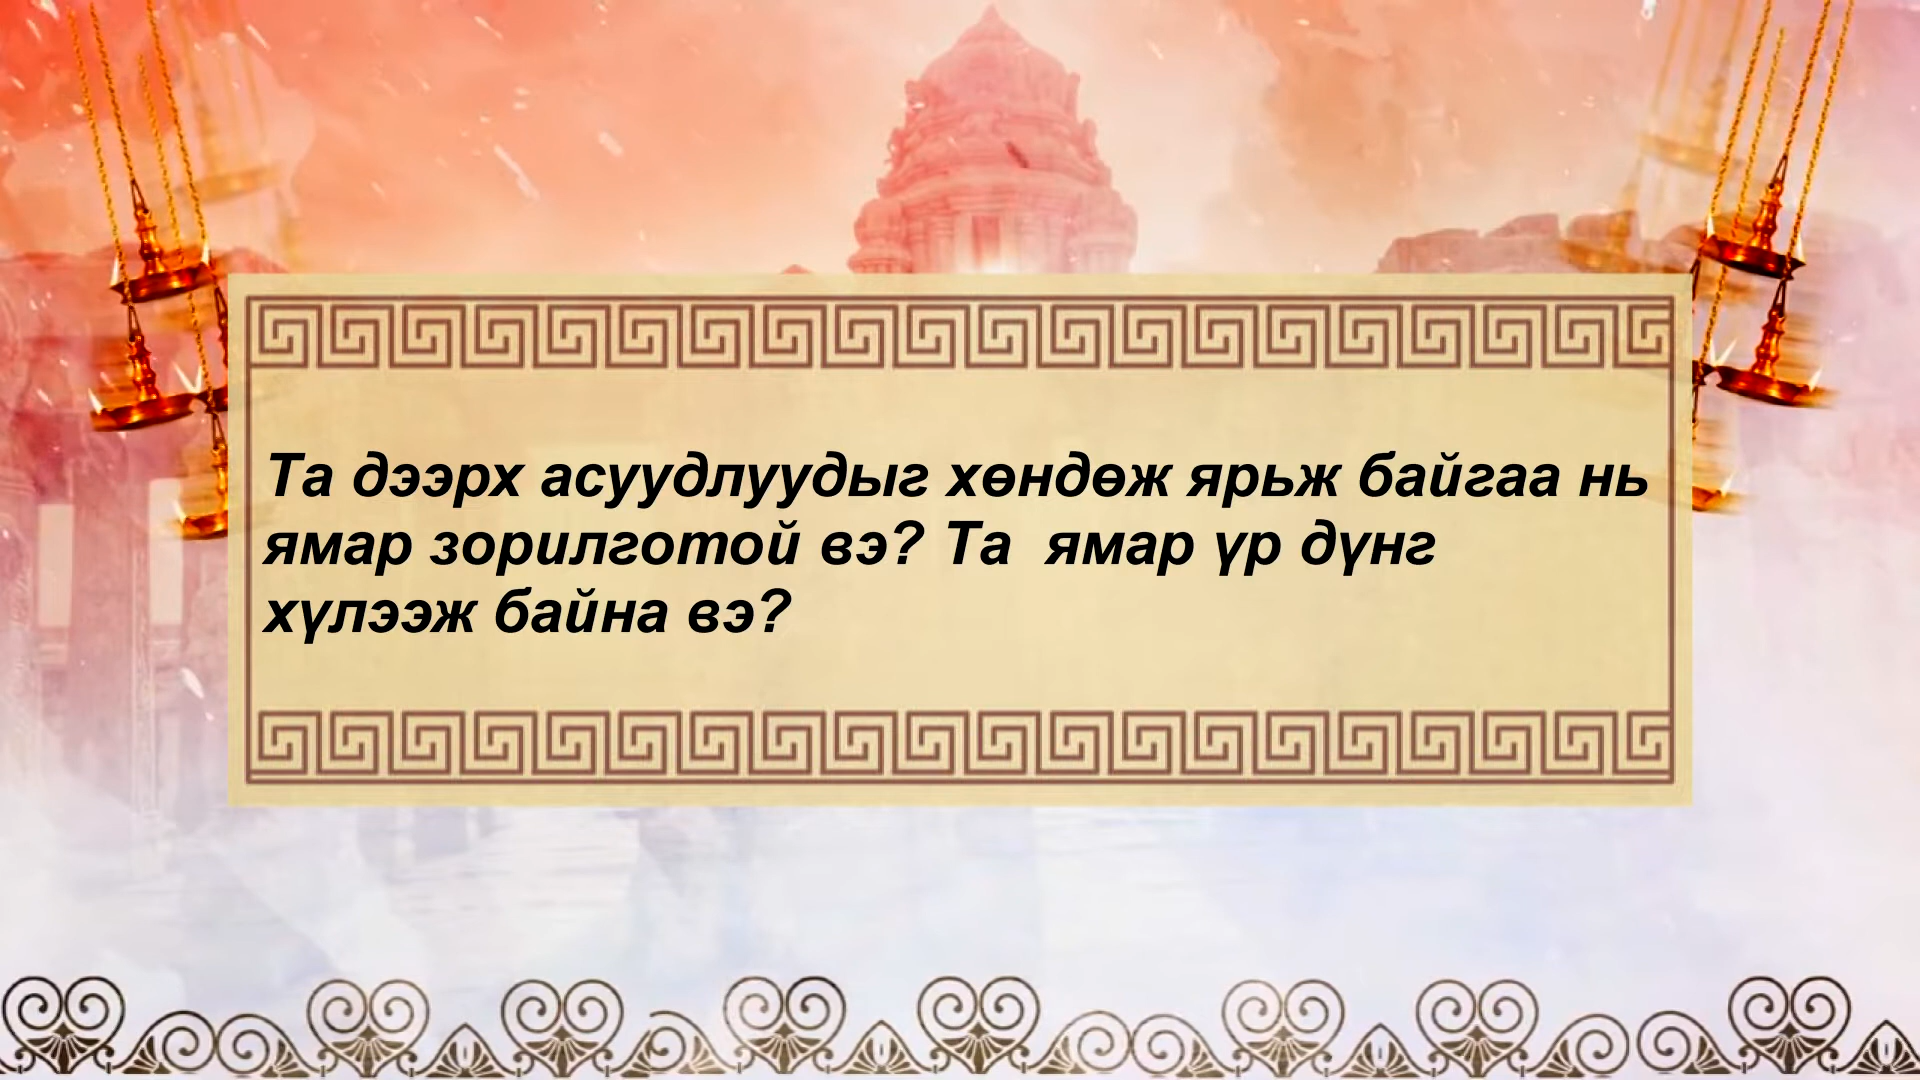 Та дээрх асуудлуудыг хөндөж ярьж байгаа нь
ямар зорилготой вэ? Та ямар үр дүнг
хүлээж байна вэ?